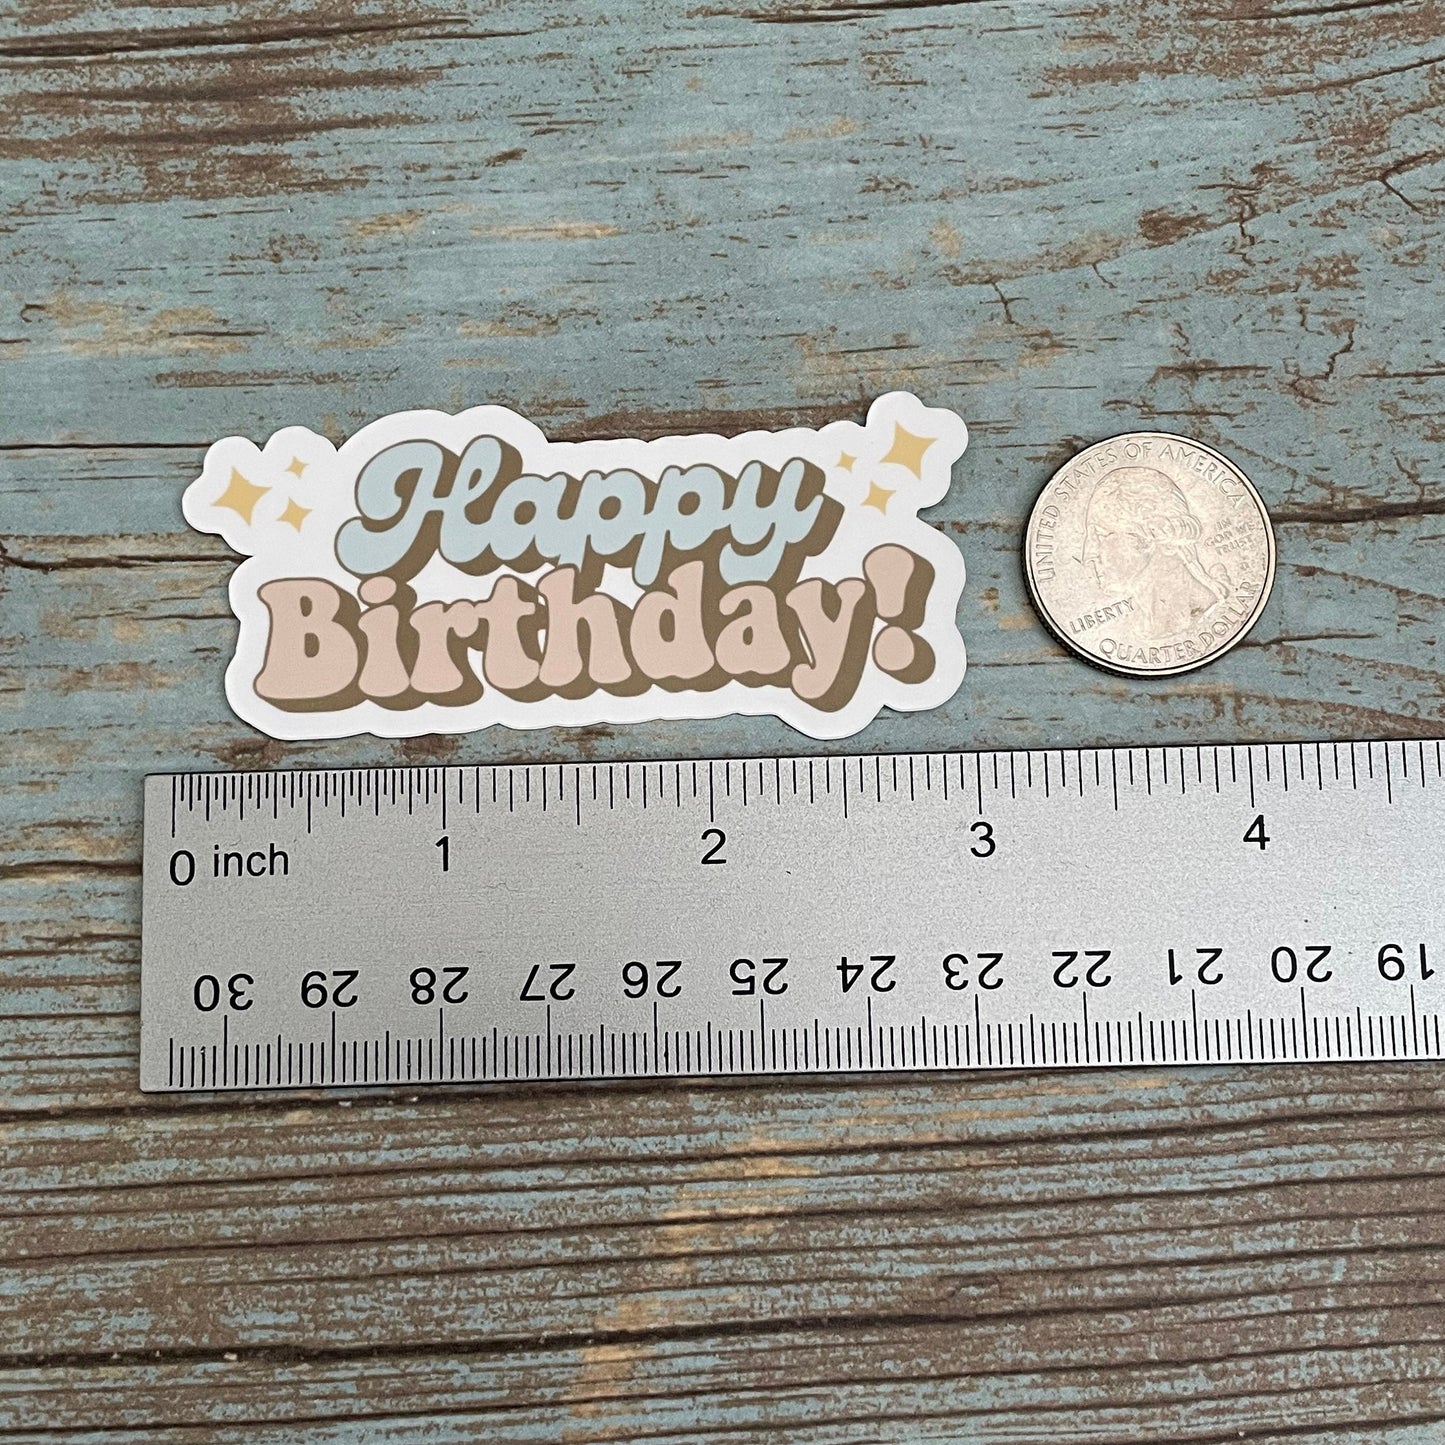 Happy
Birthday!
UNITED STATES OF AMERICA
IN
GOD WE
TRUST
LIBERTY
QUARTER DOLLAR
0 inch 1 2 3 4
30 29 28 27 26 25 24 23 22 21 20 19